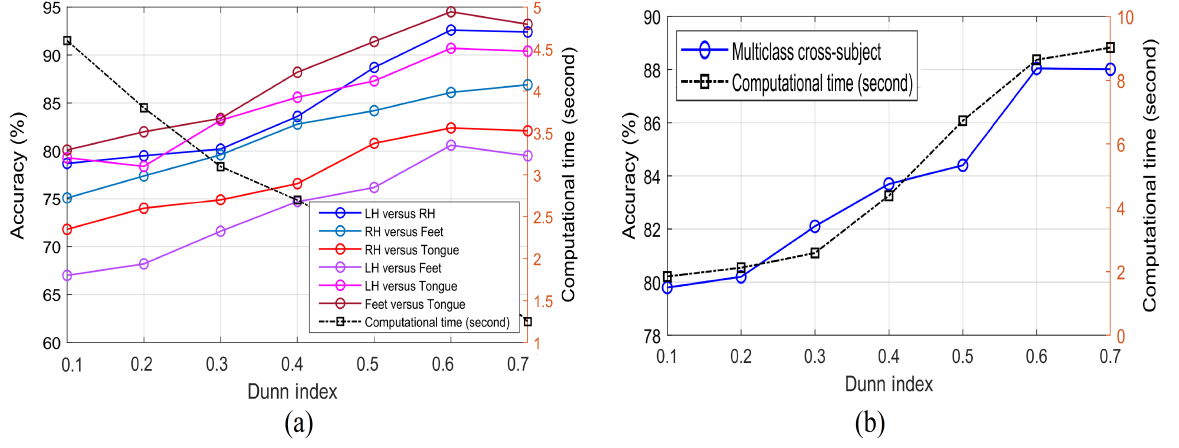 95
90
85
80
75
70
65
60
Accuracy (%)
5
4.5
4
3.5
3
2.5
2
1.5
1
Computational time (second)
LH versus RH
RH versus Feet
RH versus Tongue
LH versus Feet
LH versus Tongue
Feet versus Tongue
Computational time (second)
0.1 0.2 0.3 0.4 0.5 0.6 0.7
Dunn index
(a)
90
88
86
84
82
80
78
Accuracy (%)
10
8
6
4
2
0
Computational time (second)
Multiclass cross-subject
Computational time (second)
0.1 0.2 0.3 0.4 0.5 0.6 0.7
Dunn index
(b)